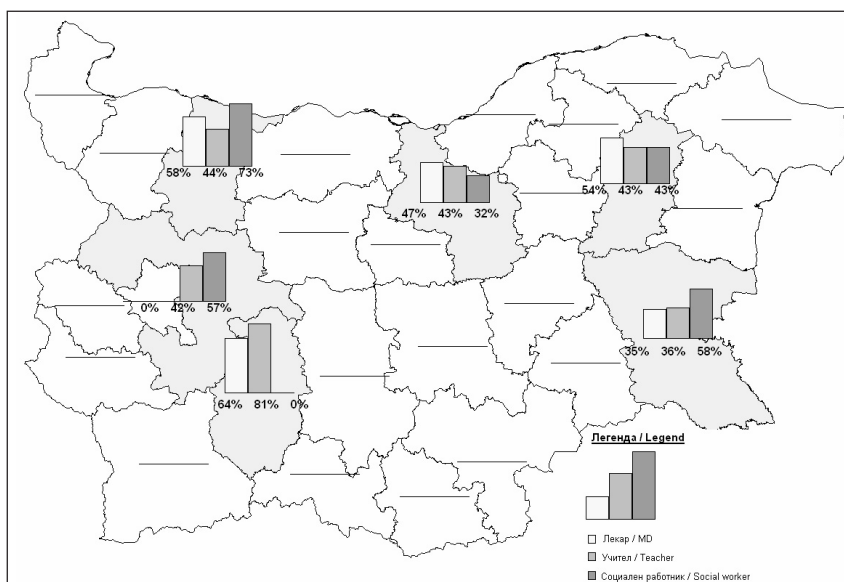 58% 44% 73%
47% 43% 32%
54% 43% 43%
0% 42% 57%
35% 36% 58%
64% 81% 0%
Легенда / Legend
Лекар / MD
Учител / Teacher
Социален работник / Social worker